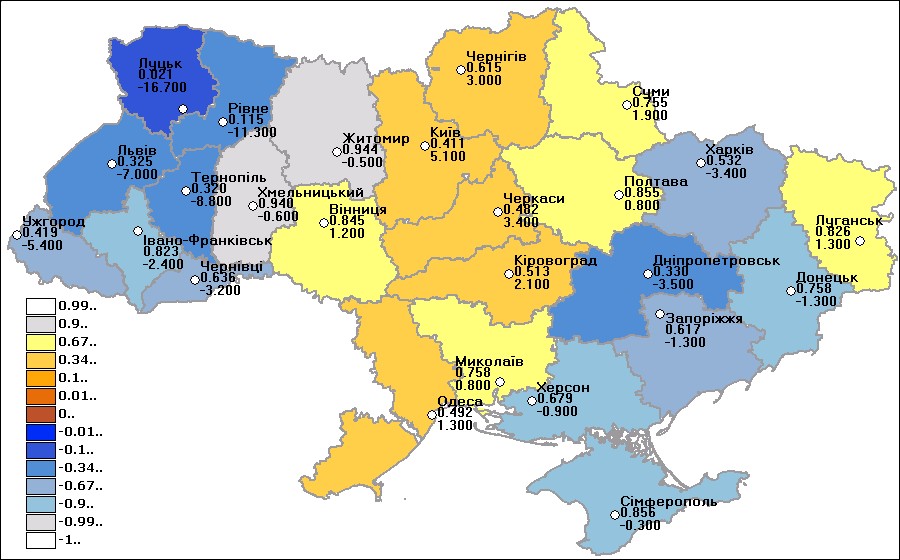 Луцьк
0.021
-16.700
Рівне
0.115
-11.300
Львів
0.325
-7.000
Тернопіль
0.320
-8.800
Ужгород
0.419
-5.400
Івано-Франківськ
0.823
-2.400
Чернівці
0.636
-3.200
Хмельницький
0.940
-0.600
Житомир
0.944
-0.500
Вінниця
0.845
1.200
Київ
0.411
5.100
Чернігів
0.615
3.000
Суми
0.755
1.900
Черкаси
0.482
3.400
Полтава
0.855
0.800
Харків
0.532
-3.400
Луганськ
0.826
1.300
Кіровоград
0.513
2.100
Дніпропетровськ
0.330
-3.500
Донецьк
0.758
-1.300
Запоріжжя
0.617
-1.300
Миколаїв
0.758
0.800
Херсон
0.679
-0.900
Одеса
0.492
1.300
Сімферополь
0.856
-0.300
0.99..
0.9..
0.67..
0.34..
0.1..
0.01..
0..
-0.01..
-0.1..
-0.34..
-0.67..
-0.9..
-0.99..
-1..